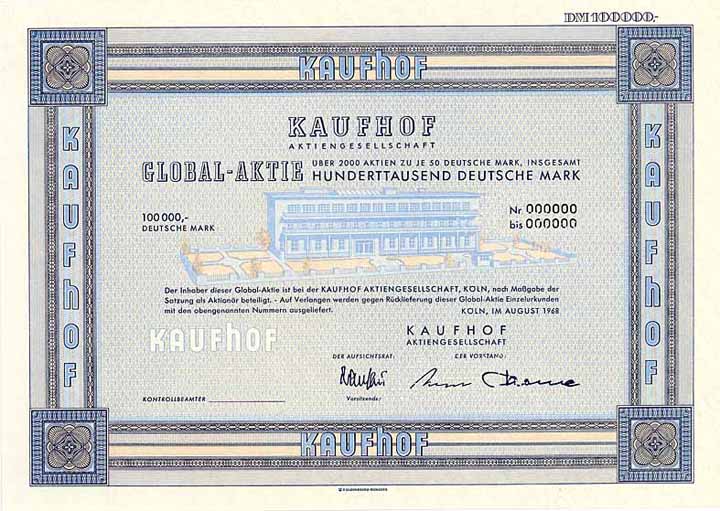 DM 100000,-
KAUFHOF
KAUFHOF
AKTIENGESELLSCHAFT
GLOBAL-AKTIE
ÜBER 2000 AKTIEN ZU JE 50 DEUTSCHE MARK, INSGESAMT
HUNDERTTAUSEND DEUTSCHE MARK
100 000,-
DEUTSCHE MARK
Nr 000000
bis 000000
Der Inhaber dieser Global-Aktie ist bei der KAUFHOF AKTIENGESELLSCHAFT, KÖLN, nach Maßgabe der
Satzung als Aktionär beteiligt. - Auf Verlangen werden gegen Rücklieferung dieser Global-Aktie Einzelurkunden
mit den obengenannten Nummern ausgeliefert.
KÖLN, IM AUGUST 1968
KAUFHOF
KAUFHOF
AKTIENGESELLSCHAFT
DER AUFSICHTSRAT:
DER VORSTAND:
Vorsitzender
KONTROLLBEAMTER
KAUFHOF
KAUFHOF
KAUFHOF